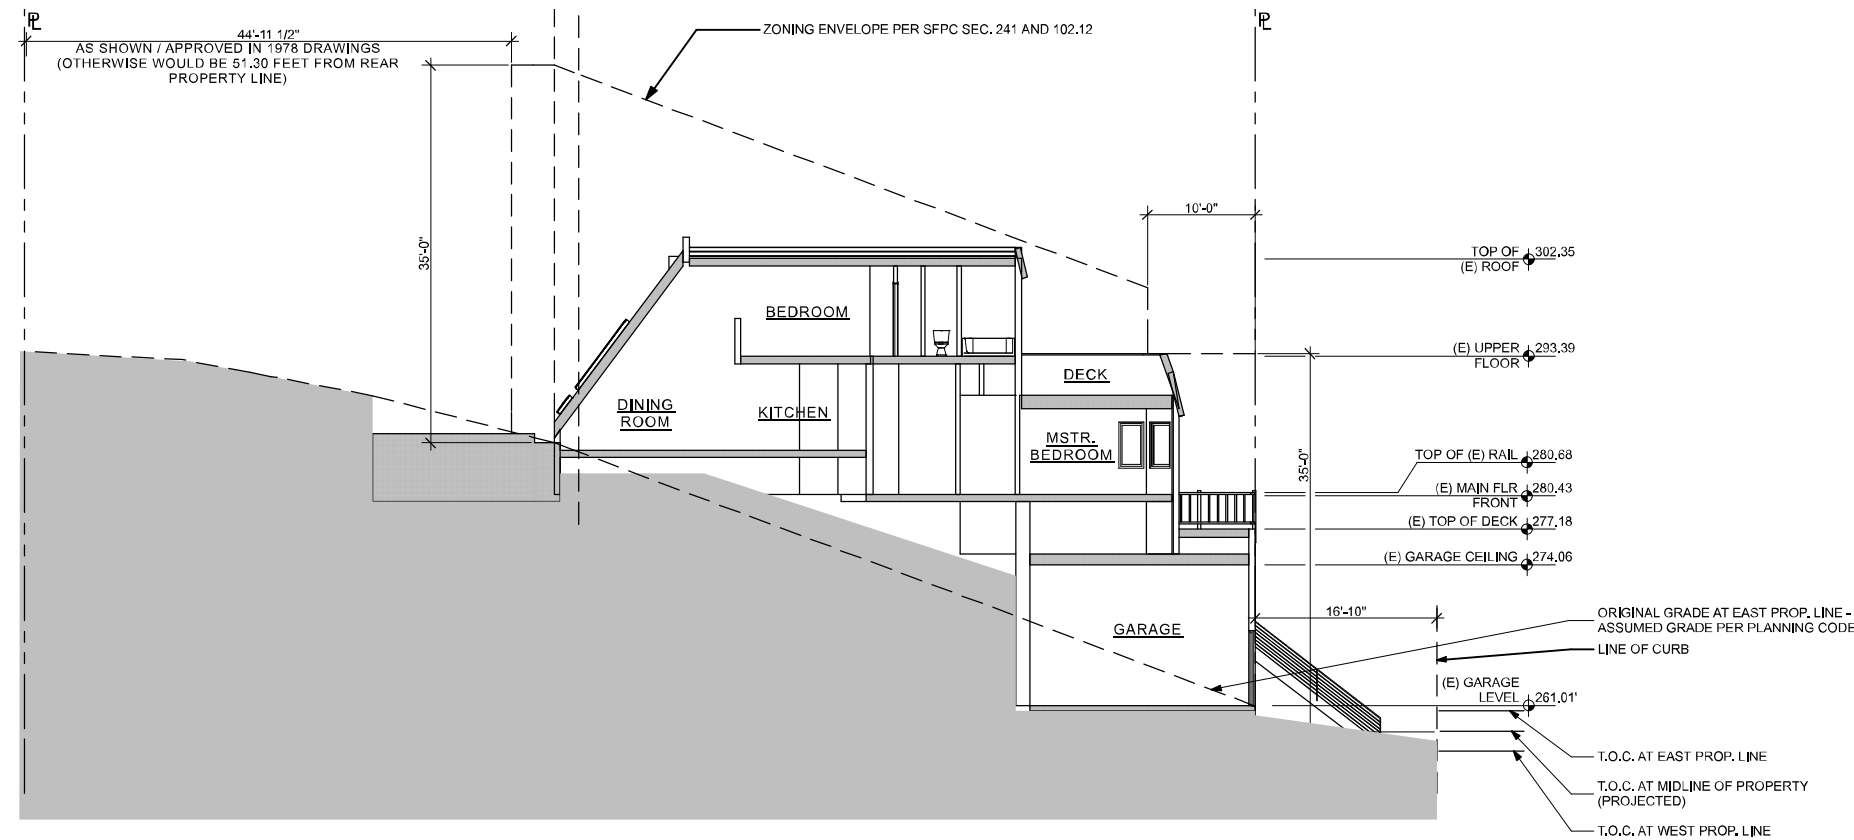 PL
PL
44'-11 1/2"
AS SHOWN / APPROVED IN 1978 DRAWINGS
(OTHERWISE WOULD BE 51.30 FEET FROM REAR
PROPERTY LINE)
ZONING ENVELOPE PER SFPC SEC. 241 AND 102.12
35'-0"
10'-0"
TOP OF
(E) ROOF
302.35
BEDROOM
(E) UPPER
FLOOR
293.39
DECK
DINING
ROOM
KITCHEN
MSTR.
BEDROOM
35'-0"
TOP OF (E) RAIL
280.68
(E) MAIN FLR
FRONT
280.43
(E) TOP OF DECK
277.18
(E) GARAGE CEILING
274.06
16'-10"
ORIGINAL GRADE AT EAST PROP. LINE -
ASSUMED GRADE PER PLANNING CODE
GARAGE
LINE OF CURB
(E) GARAGE
LEVEL
261.01'
T.O.C. AT EAST PROP. LINE
T.O.C. AT MIDLINE OF PROPERTY
(PROJECTED)
T.O.C. AT WEST PROP. LINE